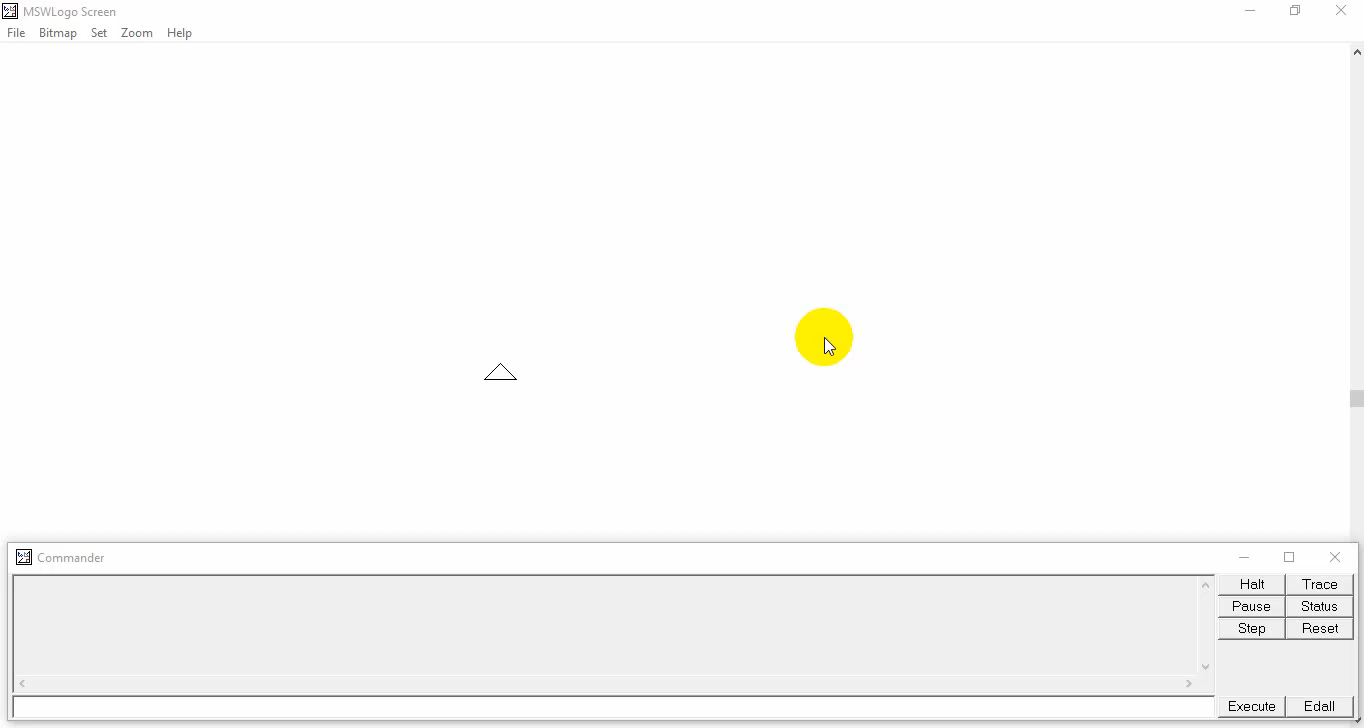 MSWLogo Screen
File Bitmap Set Zoom Help
Commander
Halt Trace
Pause Status
Step Reset
Execute Edall